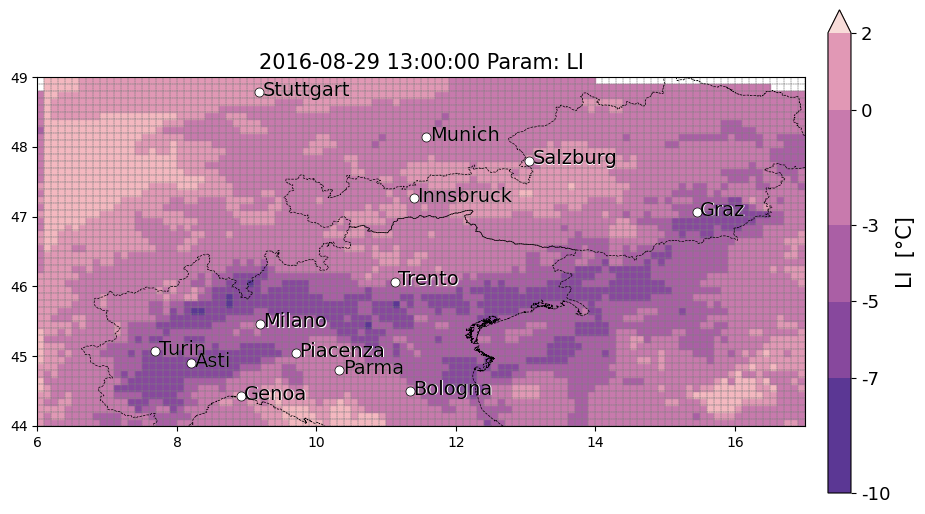 2016-08-29 13:00:00 Param: LI
49
48
47
46
45
44
6
8
10
12
14
16
Stuttgart
Munich
Salzburg
Innsbruck
Graz
Trento
Milano
Turin
Asti
Piacenza
Parma
Bologna
Genoa
2
0
-3
-5
-7
-10
LI [°C]